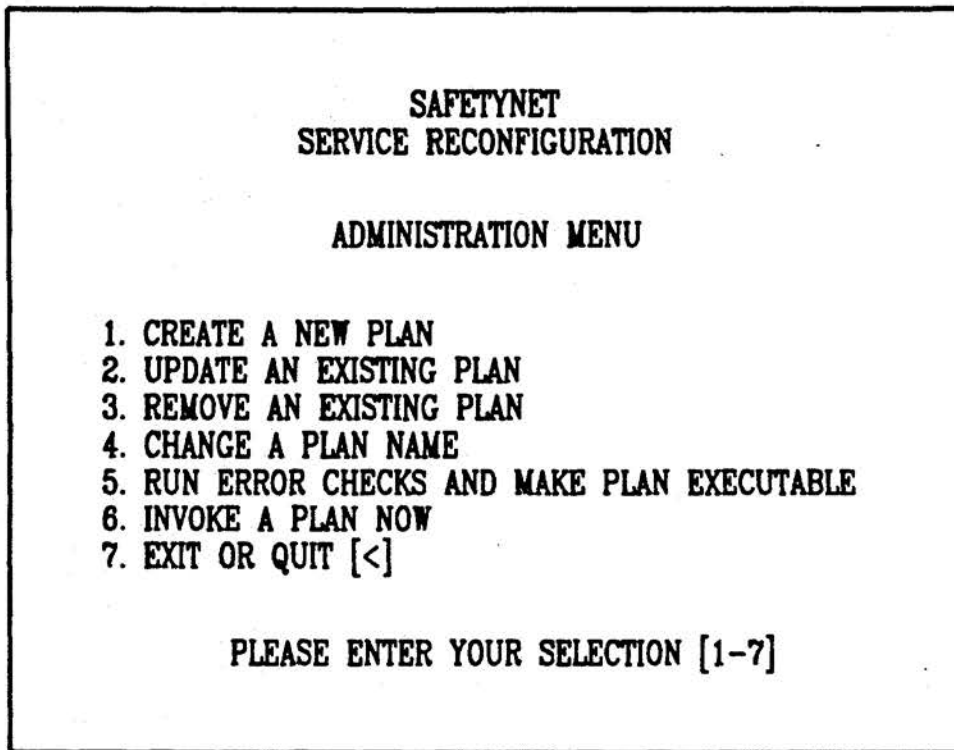 SAFETYNET
SERVICE RECONFIGURATION
ADMINISTRATION MENU
1. CREATE A NEW PLAN
2. UPDATE AN EXISTING PLAN
3. REMOVE AN EXISTING PLAN
4. CHANGE A PLAN NAME
5. RUN ERROR CHECKS AND MAKE PLAN EXECUTABLE
6. INVOKE A PLAN NOW
7. EXIT OR QUIT [<]
PLEASE ENTER YOUR SELECTION [1-7]